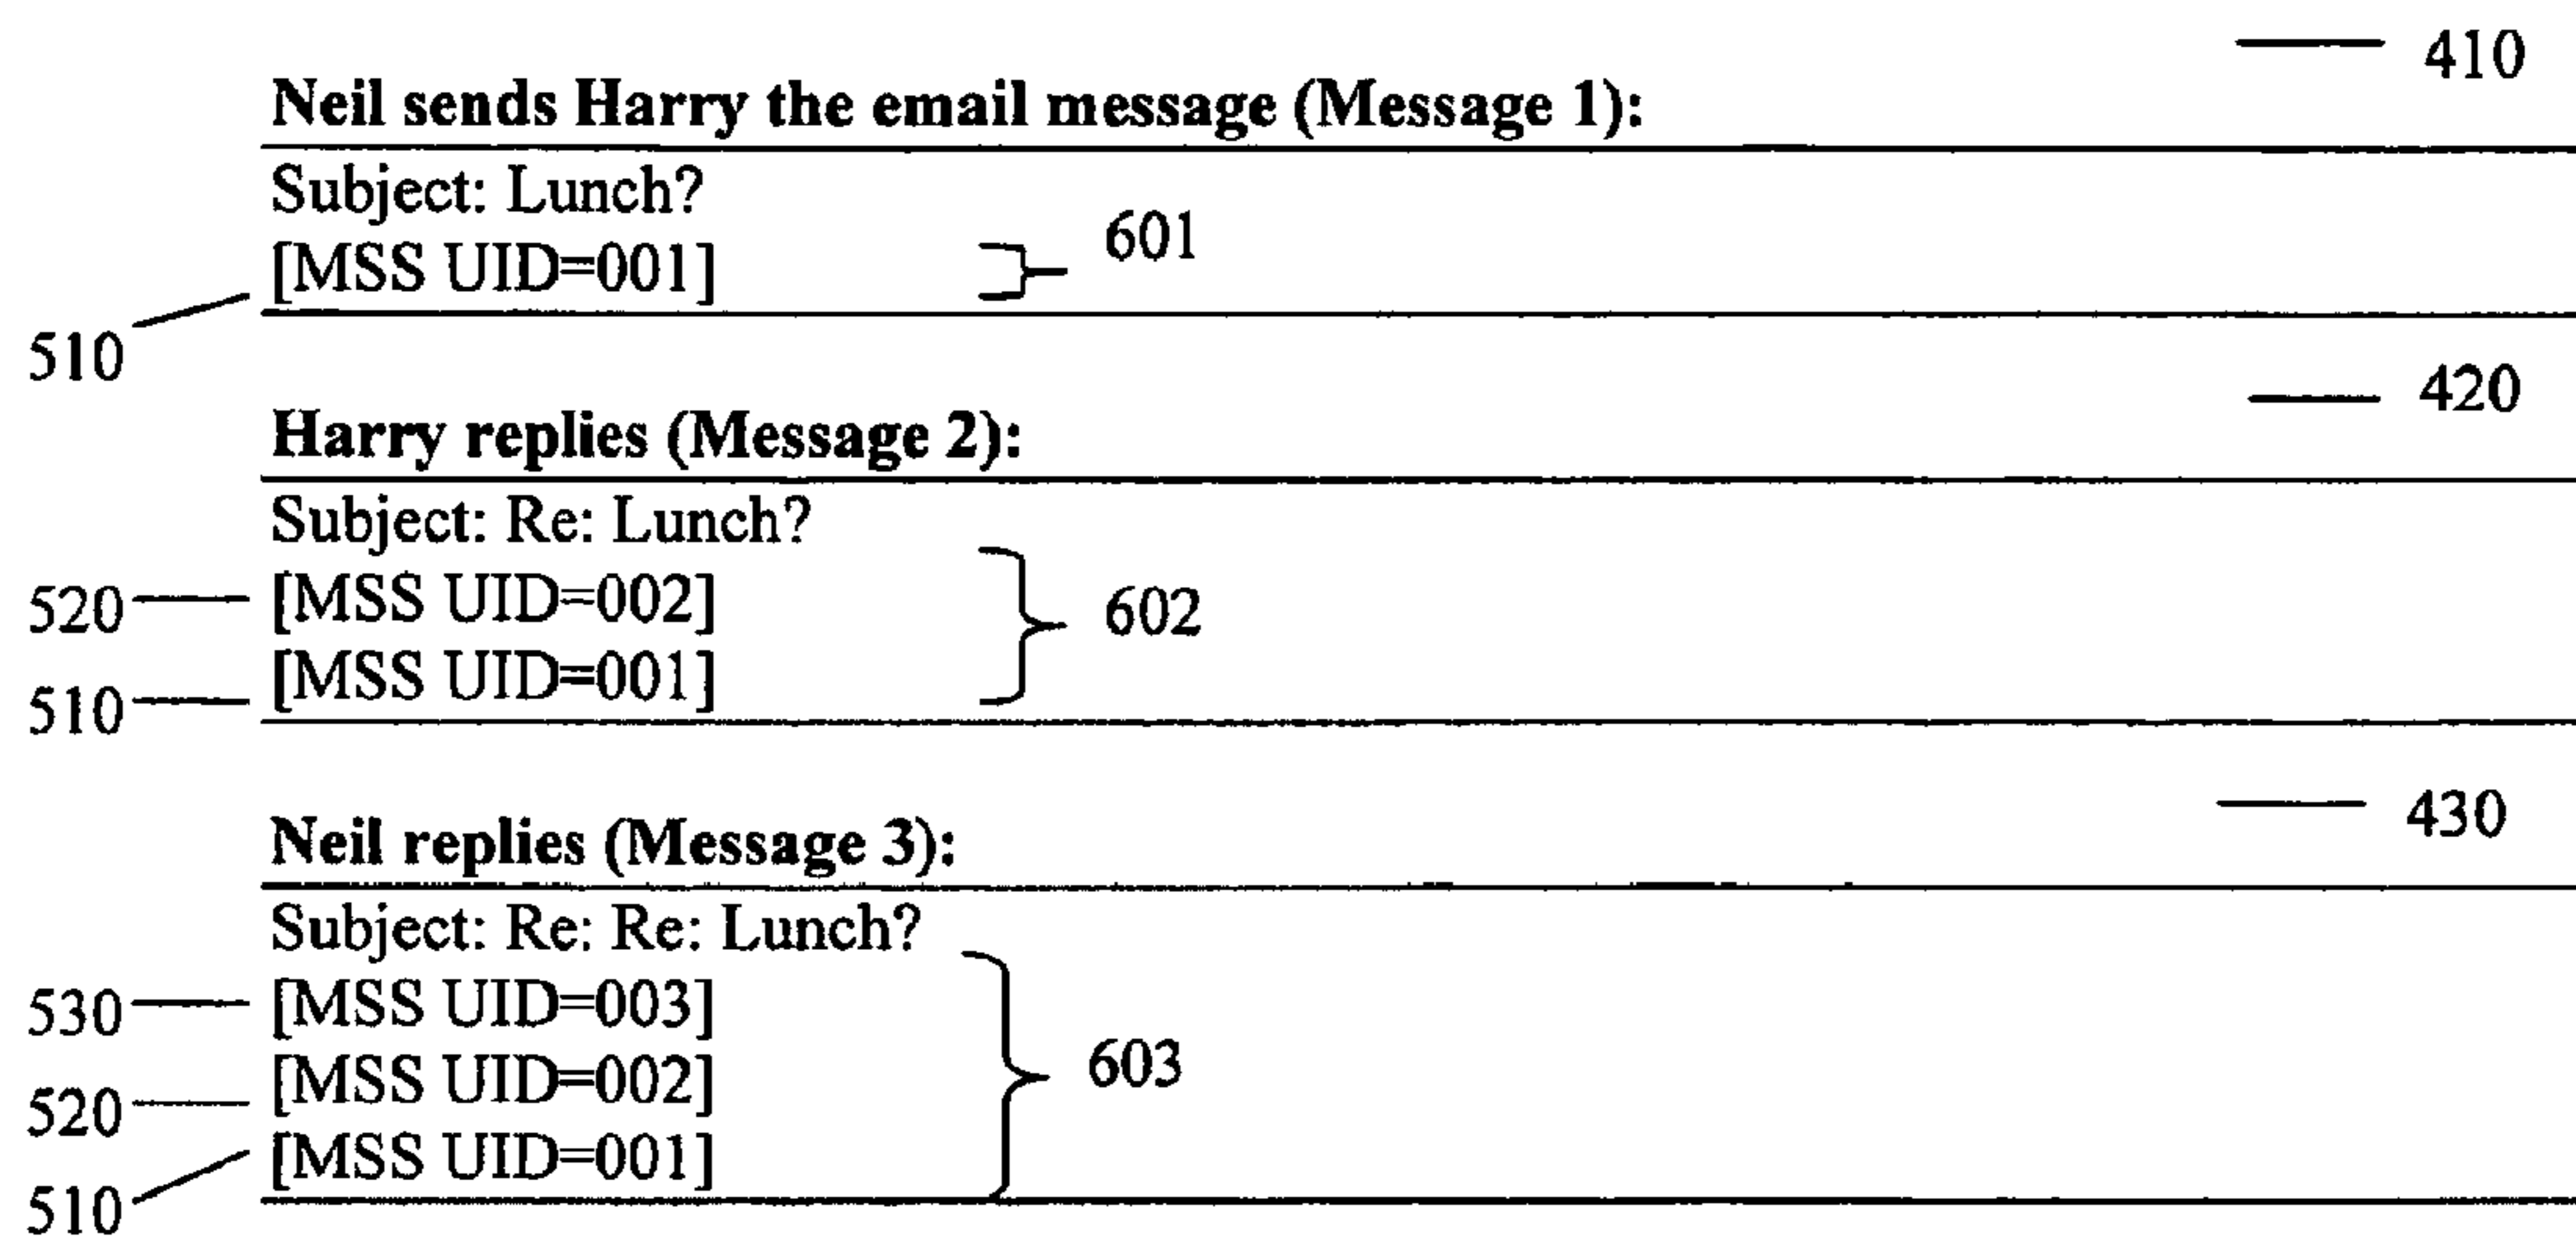 410
Neil sends Harry the email message (Message 1):
Subject: Lunch?
[MSS UID=001]
601
510
420
Harry replies (Message 2):
Subject: Re: Lunch?
520
[MSS UID=002]
602
510
[MSS UID=001]
430
Neil replies (Message 3):
Subject: Re: Re: Lunch?
530
[MSS UID=003]
603
520
[MSS UID=002]
510
[MSS UID=001]